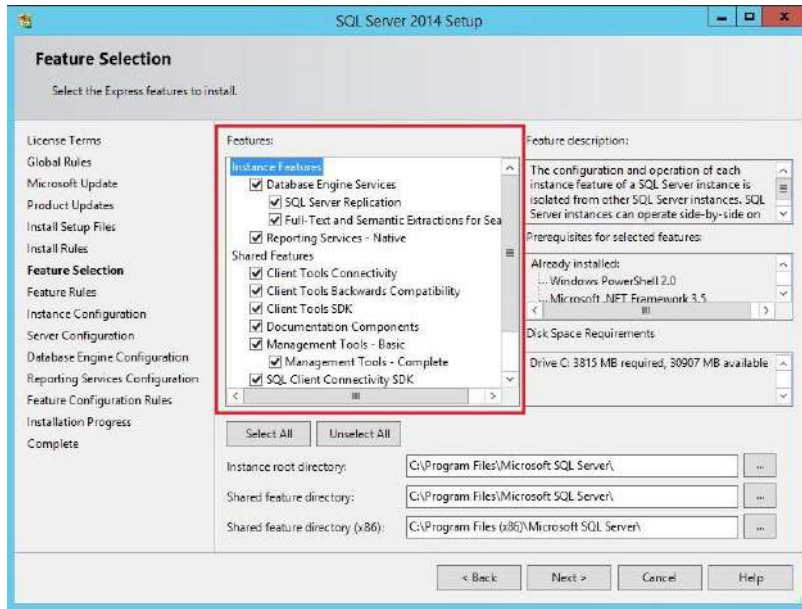 SQL Server 2014 Setup
Feature Selection
Select the Express features to install.
License Terms
Global Rules
Microsoft Update
Product Updates
Install Setup Files
Install Rules
Feature Selection
Feature Rules
Instance Configuration
Server Configuration
Database Engine Configuration
Reporting Services Configuration
Feature Configuration Rules
Installation Progress
Complete
Features:
Instance Features
Database Engine Services
SQL Server Replication
Full-Text and Semantic Extractions for Sea
Reporting Services - Native
Shared Features
Client Tools Connectivity
Client Tools Backwards Compatibility
Client Tools SDK
Documentation Components
Management Tools - Basic
Management Tools - Complete
SQL Client Connectivity SDK
Feature description:
The configuration and operation of each
instance feature of a SQL Server instance is
isolated from other SQL Server instances. SQL
Server instances can operate side-by-side on
Prerequisites for selected features:
Already installed:
Windows PowerShell 2.0
Microsoft .NET Framework 3.5
Disk Space Requirements
Drive C: 3815 MB required, 30907 MB available
Select All
Unselect All
Instance root directory:
C:\Program Files\Microsoft SQL Server\
...
Shared feature directory:
C:\Program Files\Microsoft SQL Server\
...
Shared feature directory (x86):
C:\Program Files (x86)\Microsoft SQL Server\
...
< Back
Next >
Cancel
Help